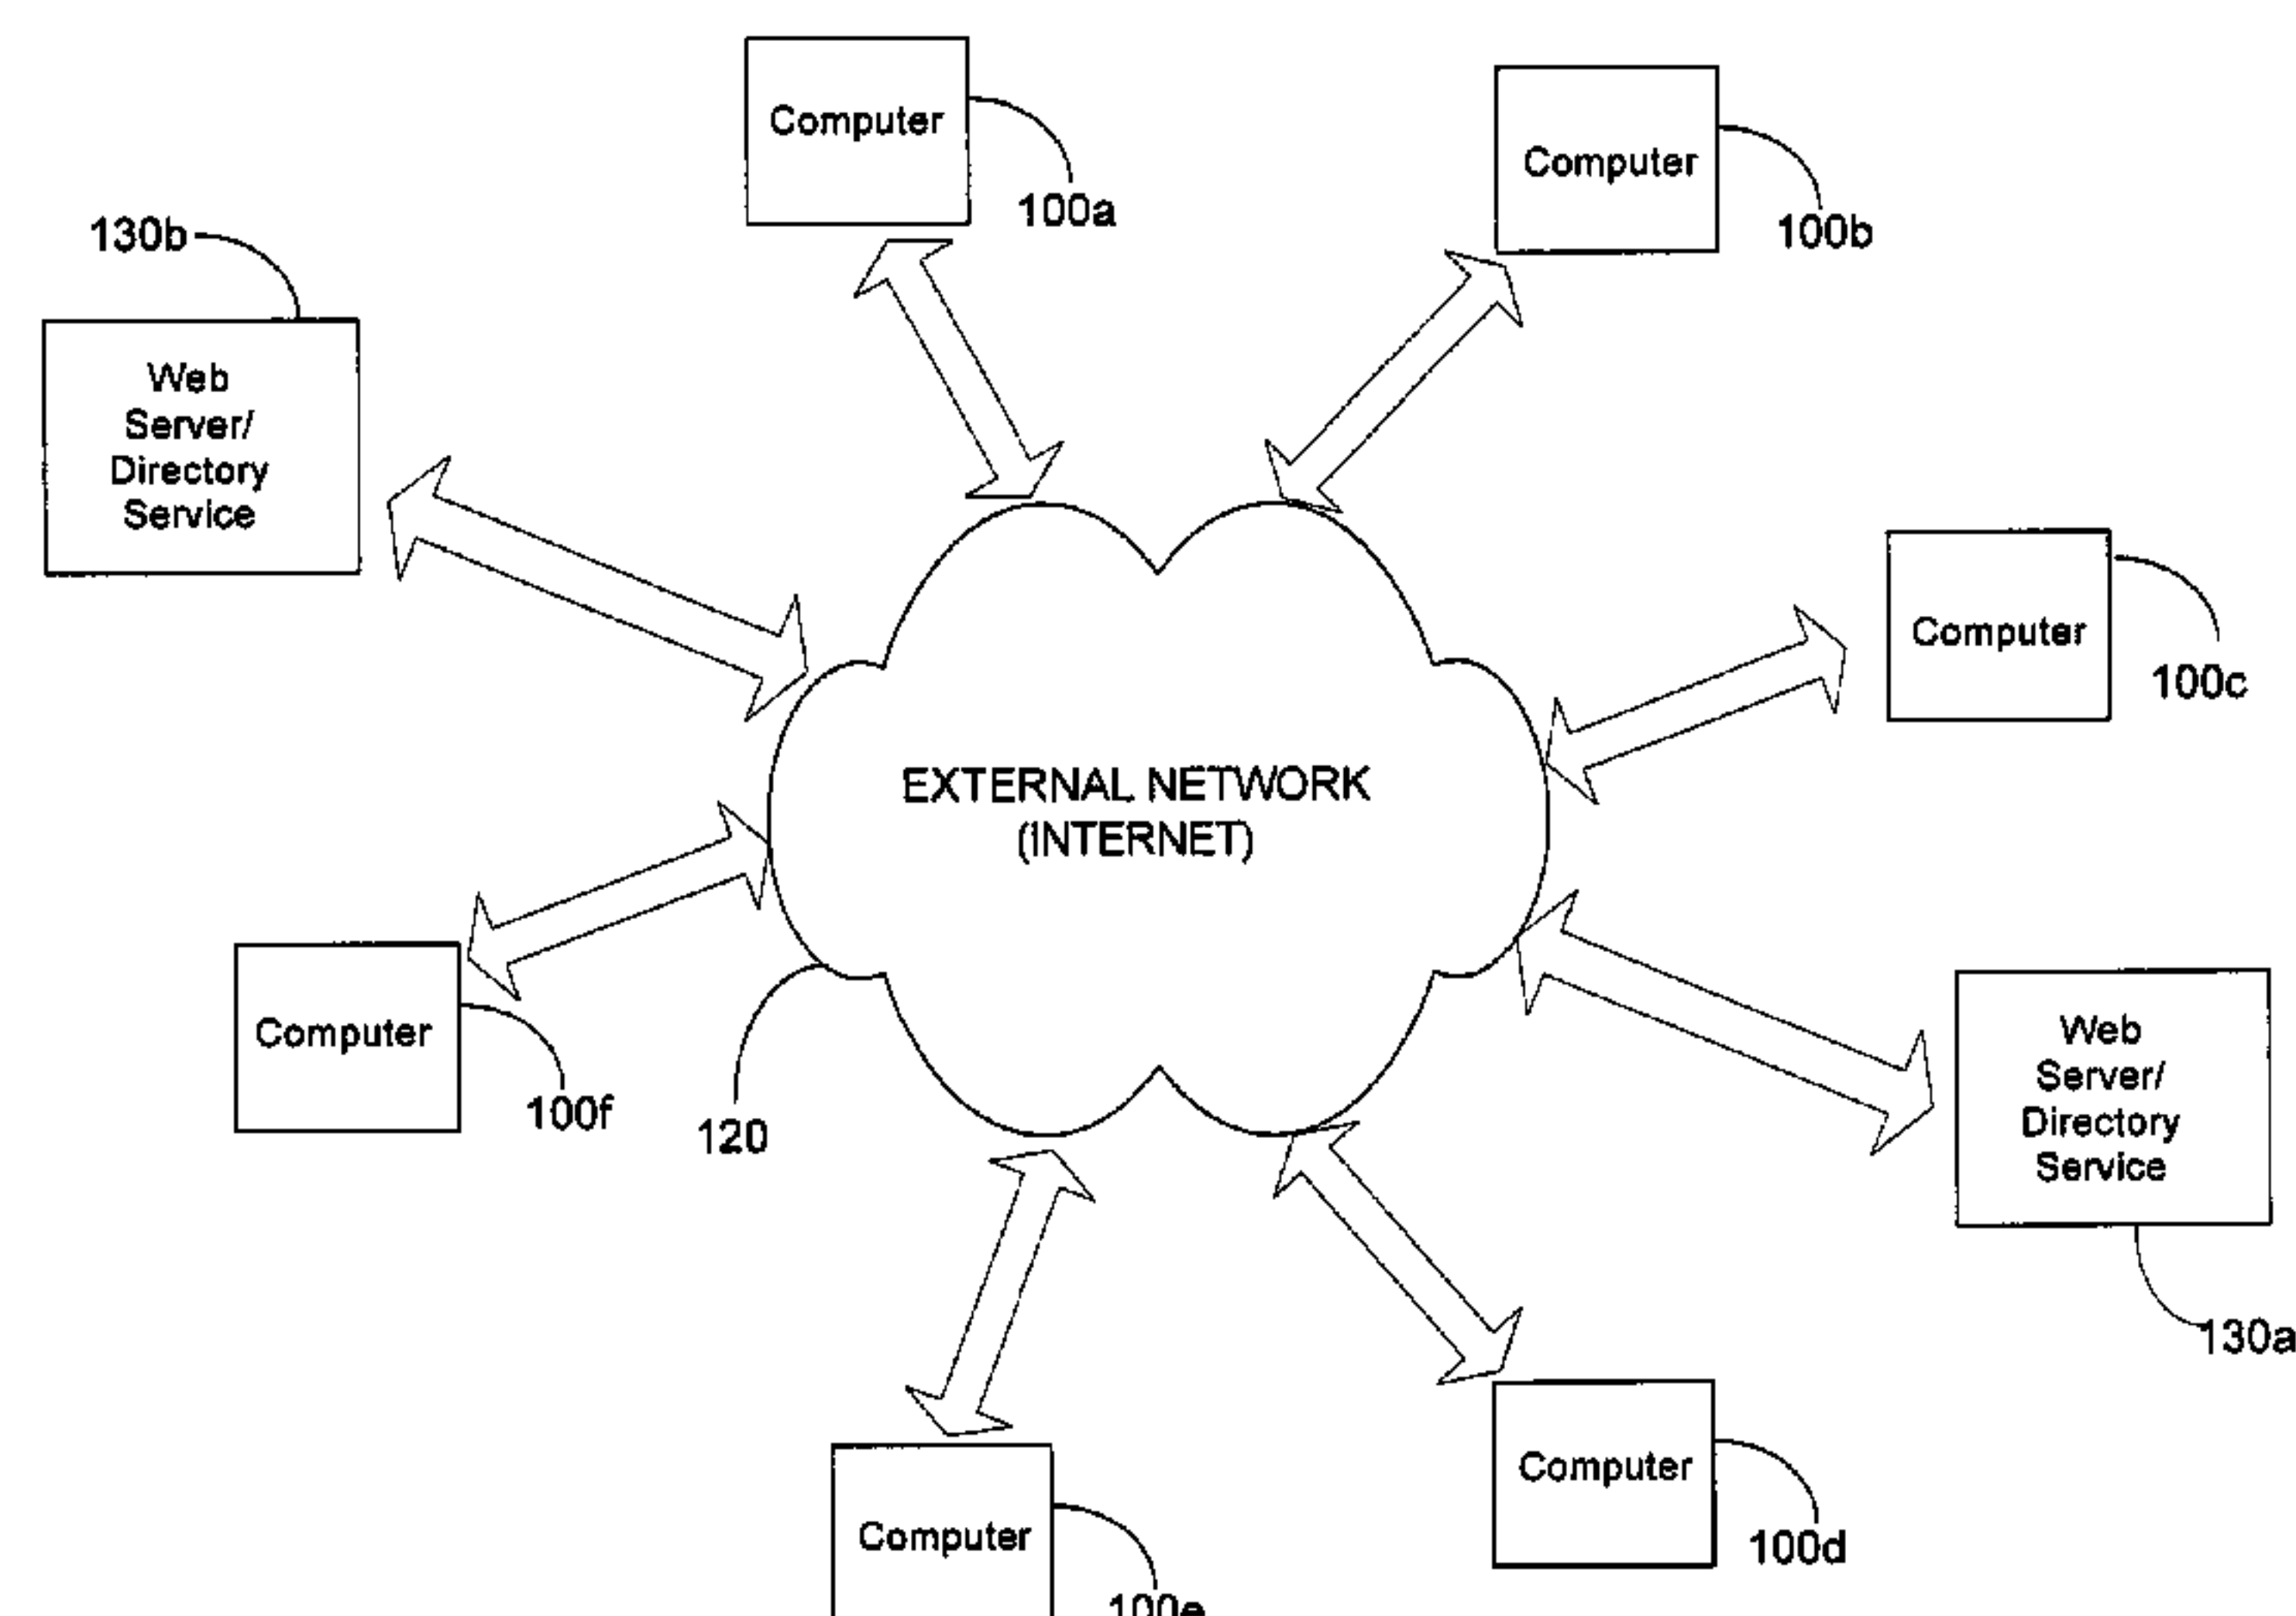 Computer
100a
Computer
100b
130b
Web
Server/
Directory
Service
Computer
100c
EXTERNAL NETWORK
(INTERNET)
Computer
100f
120
Web
Server/
Directory
Service
130a
Computer
100d
Computer
100e